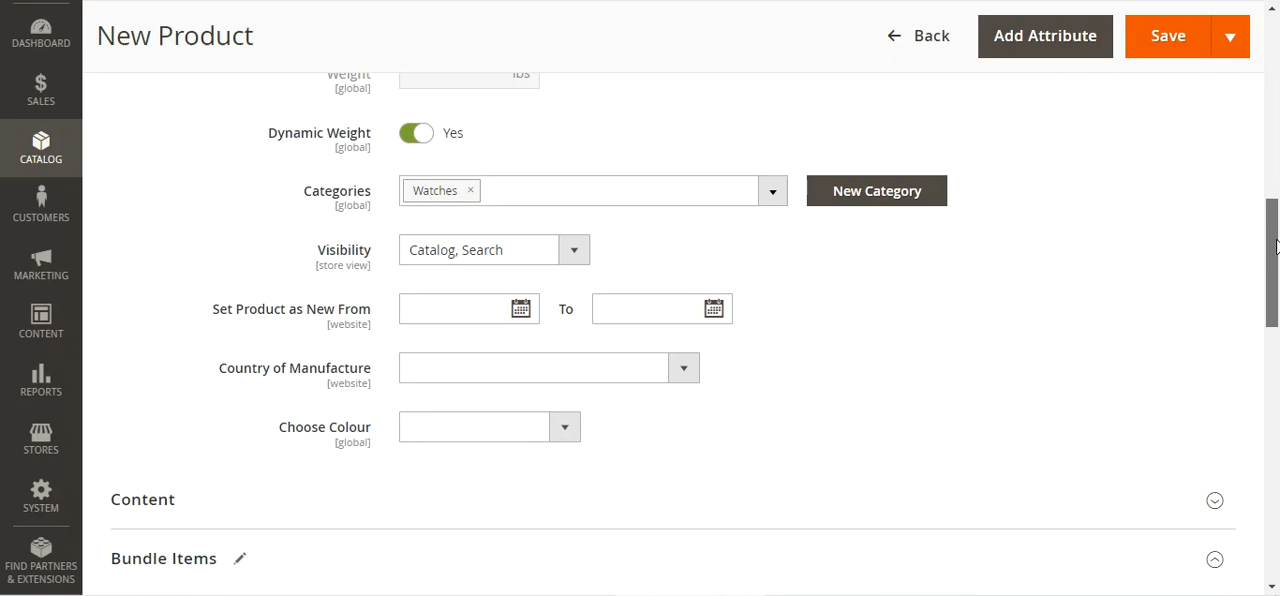 DASHBOARD
SALES
CATALOG
CUSTOMERS
MARKETING
CONTENT
REPORTS
STORES
SYSTEM
FIND PARTNERS
& EXTENSIONS
New Product
Back
Add Attribute
Save
Weight
[global]
lbs
Dynamic Weight
[global]
Yes
Categories
[global]
Watches ×
New Category
Visibility
[store view]
Catalog, Search
Set Product as New From
[website]
To
Country of Manufacture
[website]
Choose Colour
[global]
Content
Bundle Items